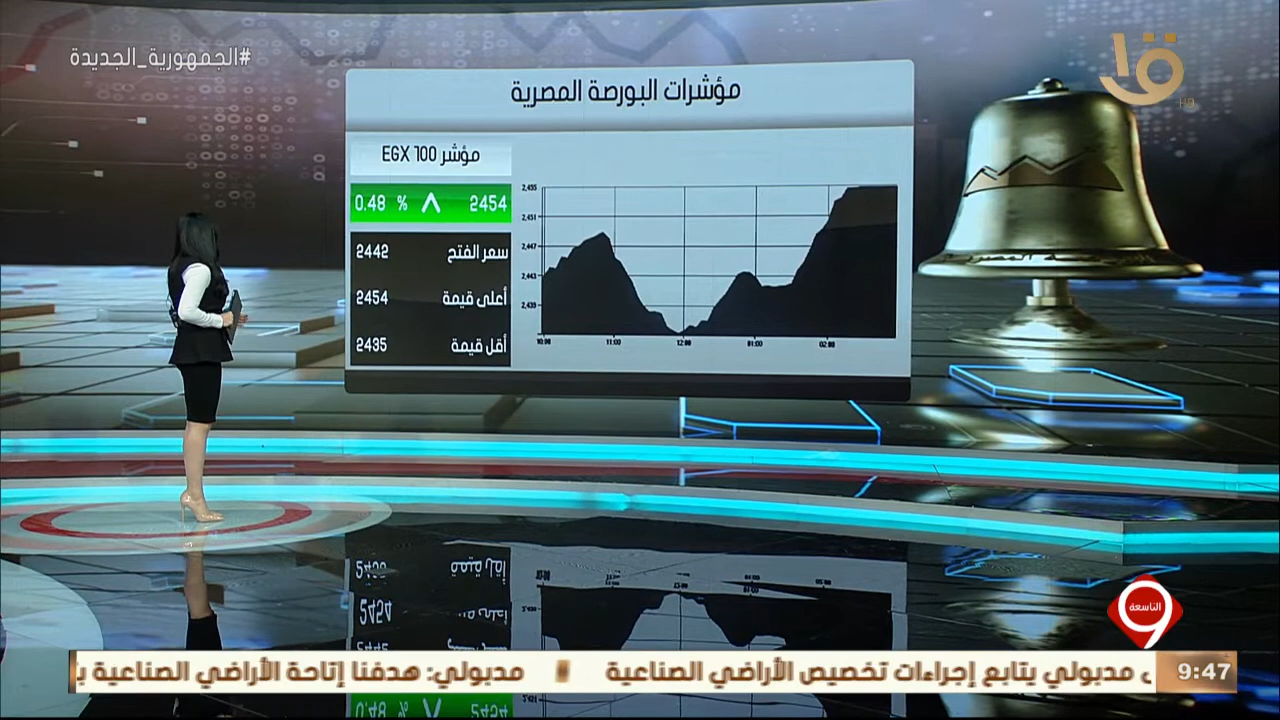 #الجمهورية_الجديدة
مؤشرات البورصة المصرية
مؤشر EGX 100
2454 0.48 %
سعر الفتح 2442
أعلى قيمة 2454
أقل قيمة 2435
2,455
2,451
2,447
2,443
2,439
10:00 11:00 12:00 01:00 02:00
HD
التاسعة
9
مدبولي يتابع إجراءات تخصيص الأراضي الصناعية
مدبولي: هدفنا إتاحة الأراضي الصناعية
9:47